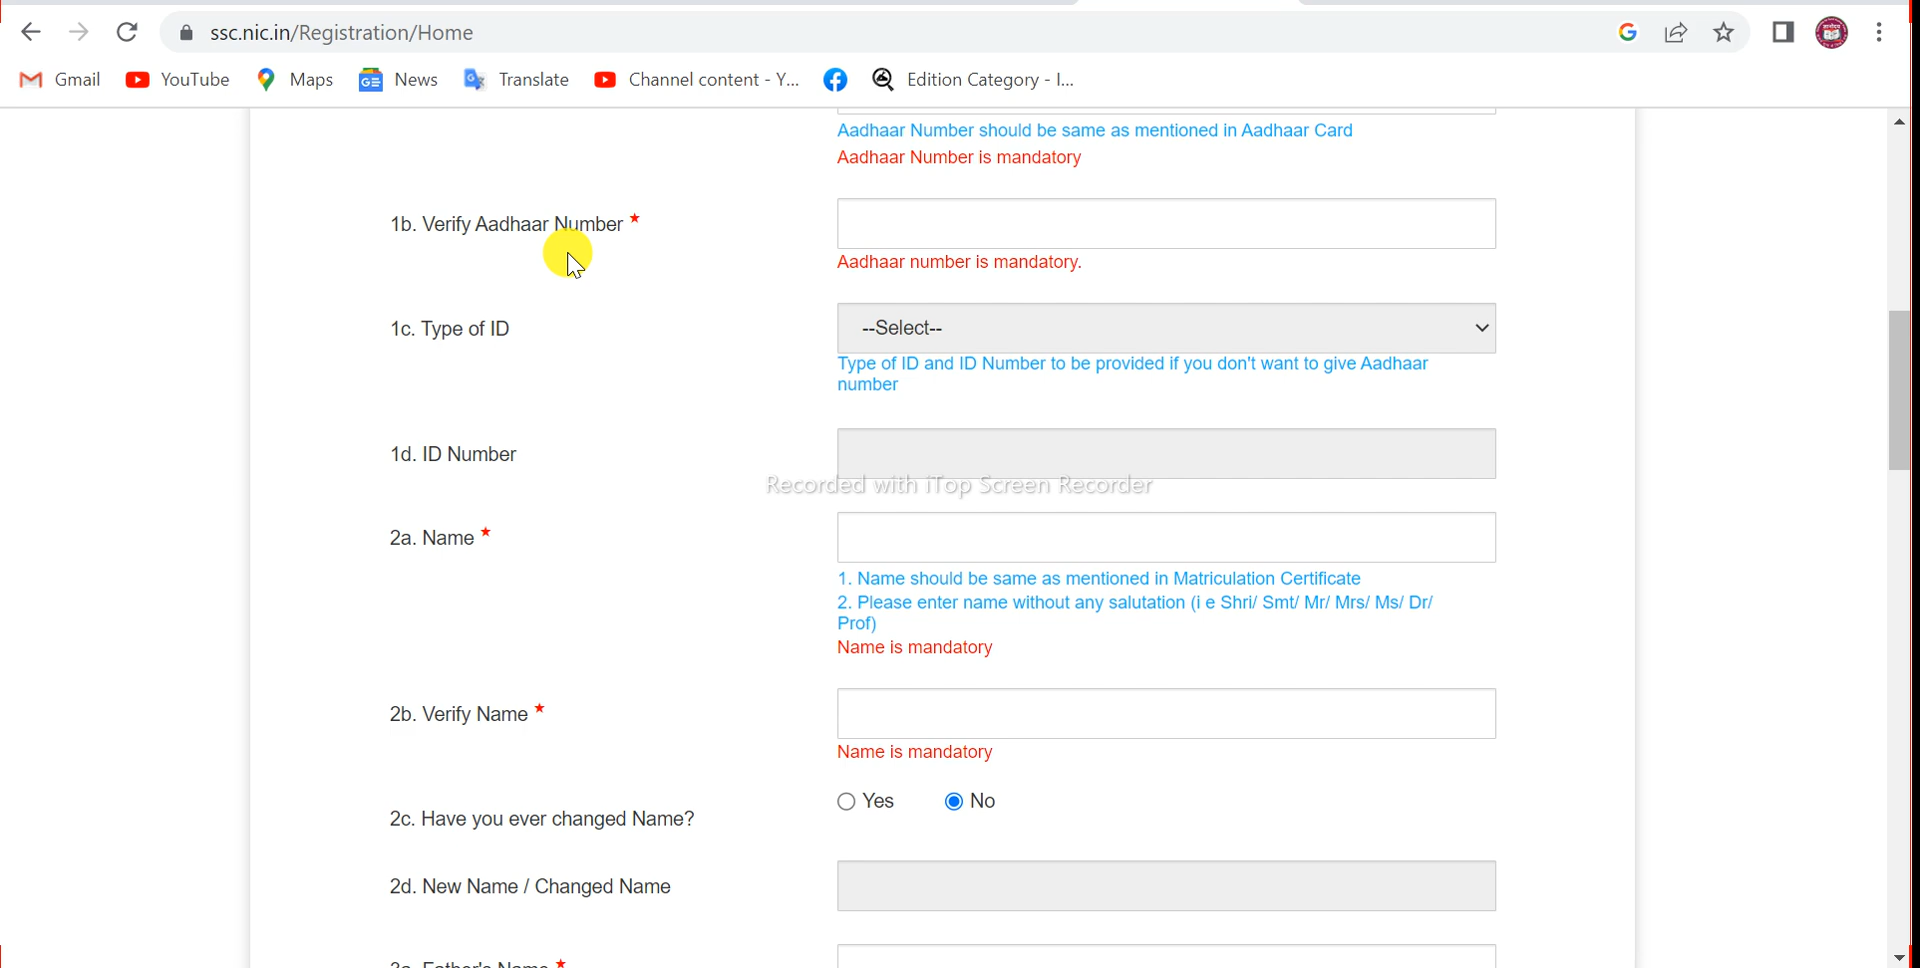 ssc.nic.in/Registration/Home
Gmail YouTube Maps News Translate Channel content - Y... Edition Category - I...
Aadhaar Number should be same as mentioned in Aadhaar Card
Aadhaar Number is mandatory
1b. Verify Aadhaar Number *
Aadhaar number is mandatory.
1c. Type of ID
--Select--
Type of ID and ID Number to be provided if you don't want to give Aadhaar
number
1d. ID Number
Recorded with iTop Screen Recorder
2a. Name *
1. Name should be same as mentioned in Matriculation Certificate
2. Please enter name without any salutation (i e Shri/ Smt/ Mr/ Mrs/ Ms/ Dr/
Prof)
Name is mandatory
2b. Verify Name *
Name is mandatory
Yes No
2c. Have you ever changed Name?
2d. New Name / Changed Name
3a. Father's Name *